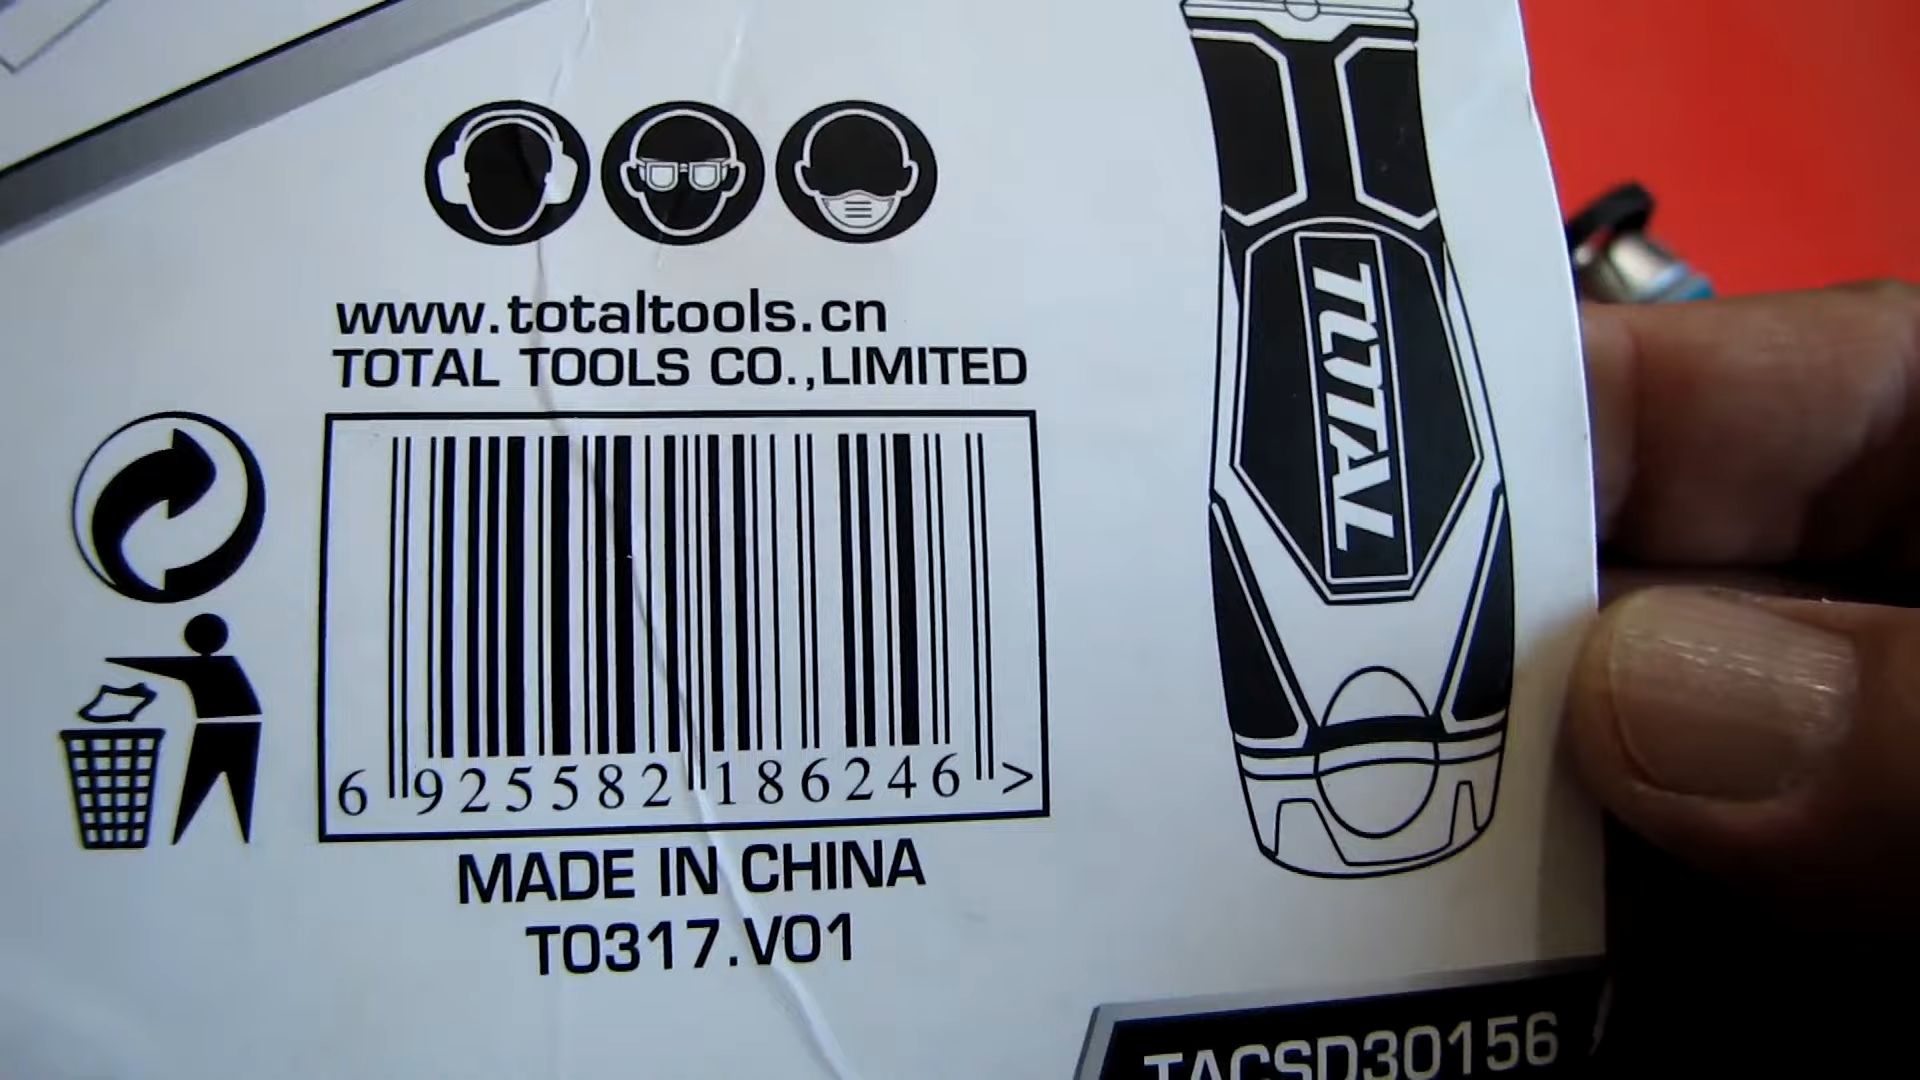 www.totaltools.cn
TOTAL TOOLS CO.,LIMITED
TOTAL
6 925582 186246 >
MADE IN CHINA
T0317.V01
TACSD30156